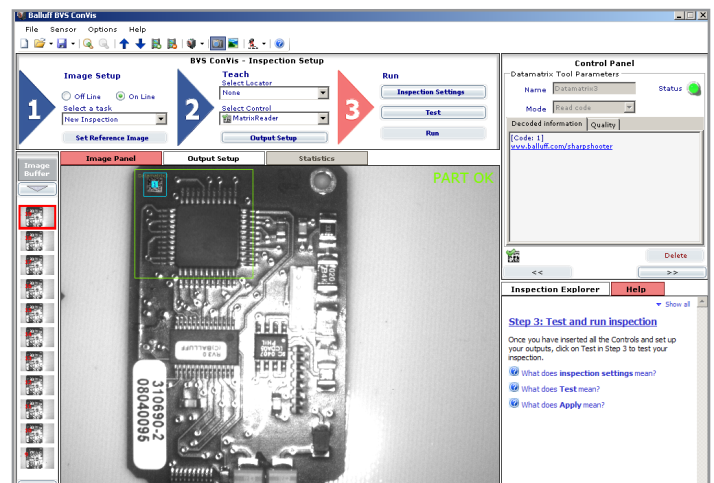 Balluff BVS ConVis
File Sensor Options Help
BVS ConVis - Inspection Setup
1
Image Setup
Off Line On Line
Select a task
New Inspection
Set Reference Image
2
Teach
Select Locator
None
Select Control
MatrixReader
Output Setup
3
Run
Inspection Settings
Test
Run
Control Panel
Datamatrix Tool Parameters
Name Datamatrix3 Status
Mode Read code
Decoded information Quality
[Code: 1]
www.balluff.com/sharpshooter
Delete
<< >>
Image Buffer
Image Panel Output Setup Statistics
PART OK
RV30
(C)BALLUFF
310690-2
08040095
Inspection Explorer Help
Show all
Step 3: Test and run inspection
Once you have inserted all the Controls and set up
your outputs, click on Test in Step 3 to test your
inspection.
What does inspection settings mean?
What does Test mean?
What does Apply mean?